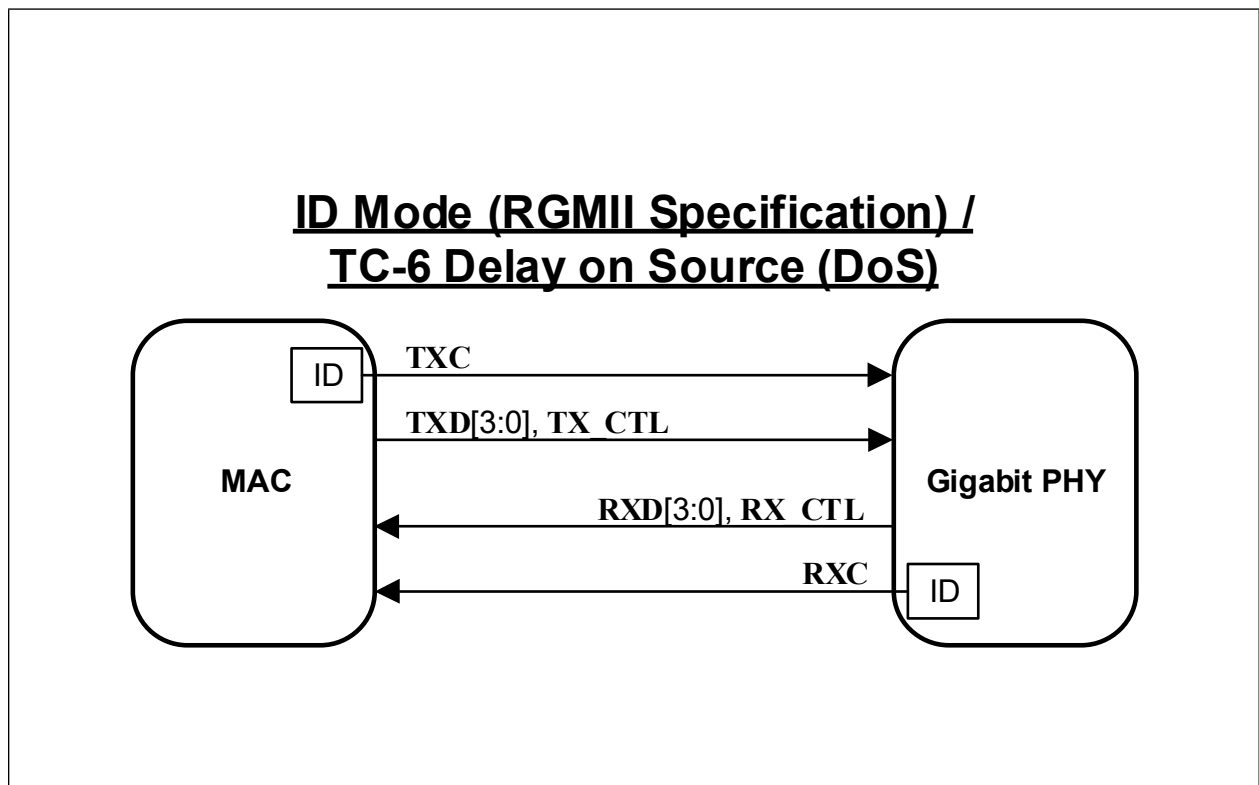 ID Mode (RGMII Specification) /
TC-6 Delay on Source (DoS)
ID
TXC
TXD[3:0], TX_CTL
MAC
Gigabit PHY
RXD[3:0], RX_CTL
RXC
ID